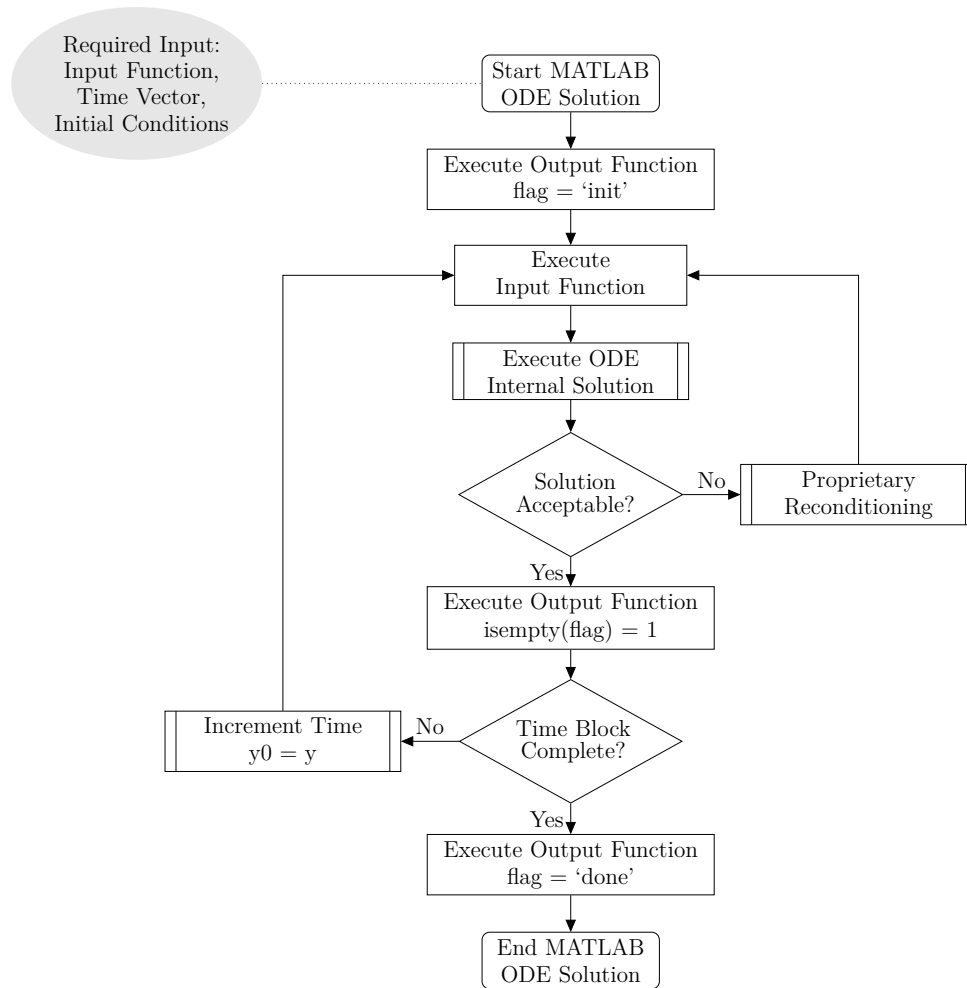 Required Input:
Input Function,
Time Vector,
Initial Conditions
Start MATLAB
ODE Solution
Execute Output Function
flag = ‘init’
Execute
Input Function
Execute ODE
Internal Solution
Solution
Acceptable?
No
Proprietary
Reconditioning
Yes
Execute Output Function
isempty(flag) = 1
Time Block
Complete?
No
Increment Time
y0 = y
Yes
Execute Output Function
flag = ‘done’
End MATLAB
ODE Solution